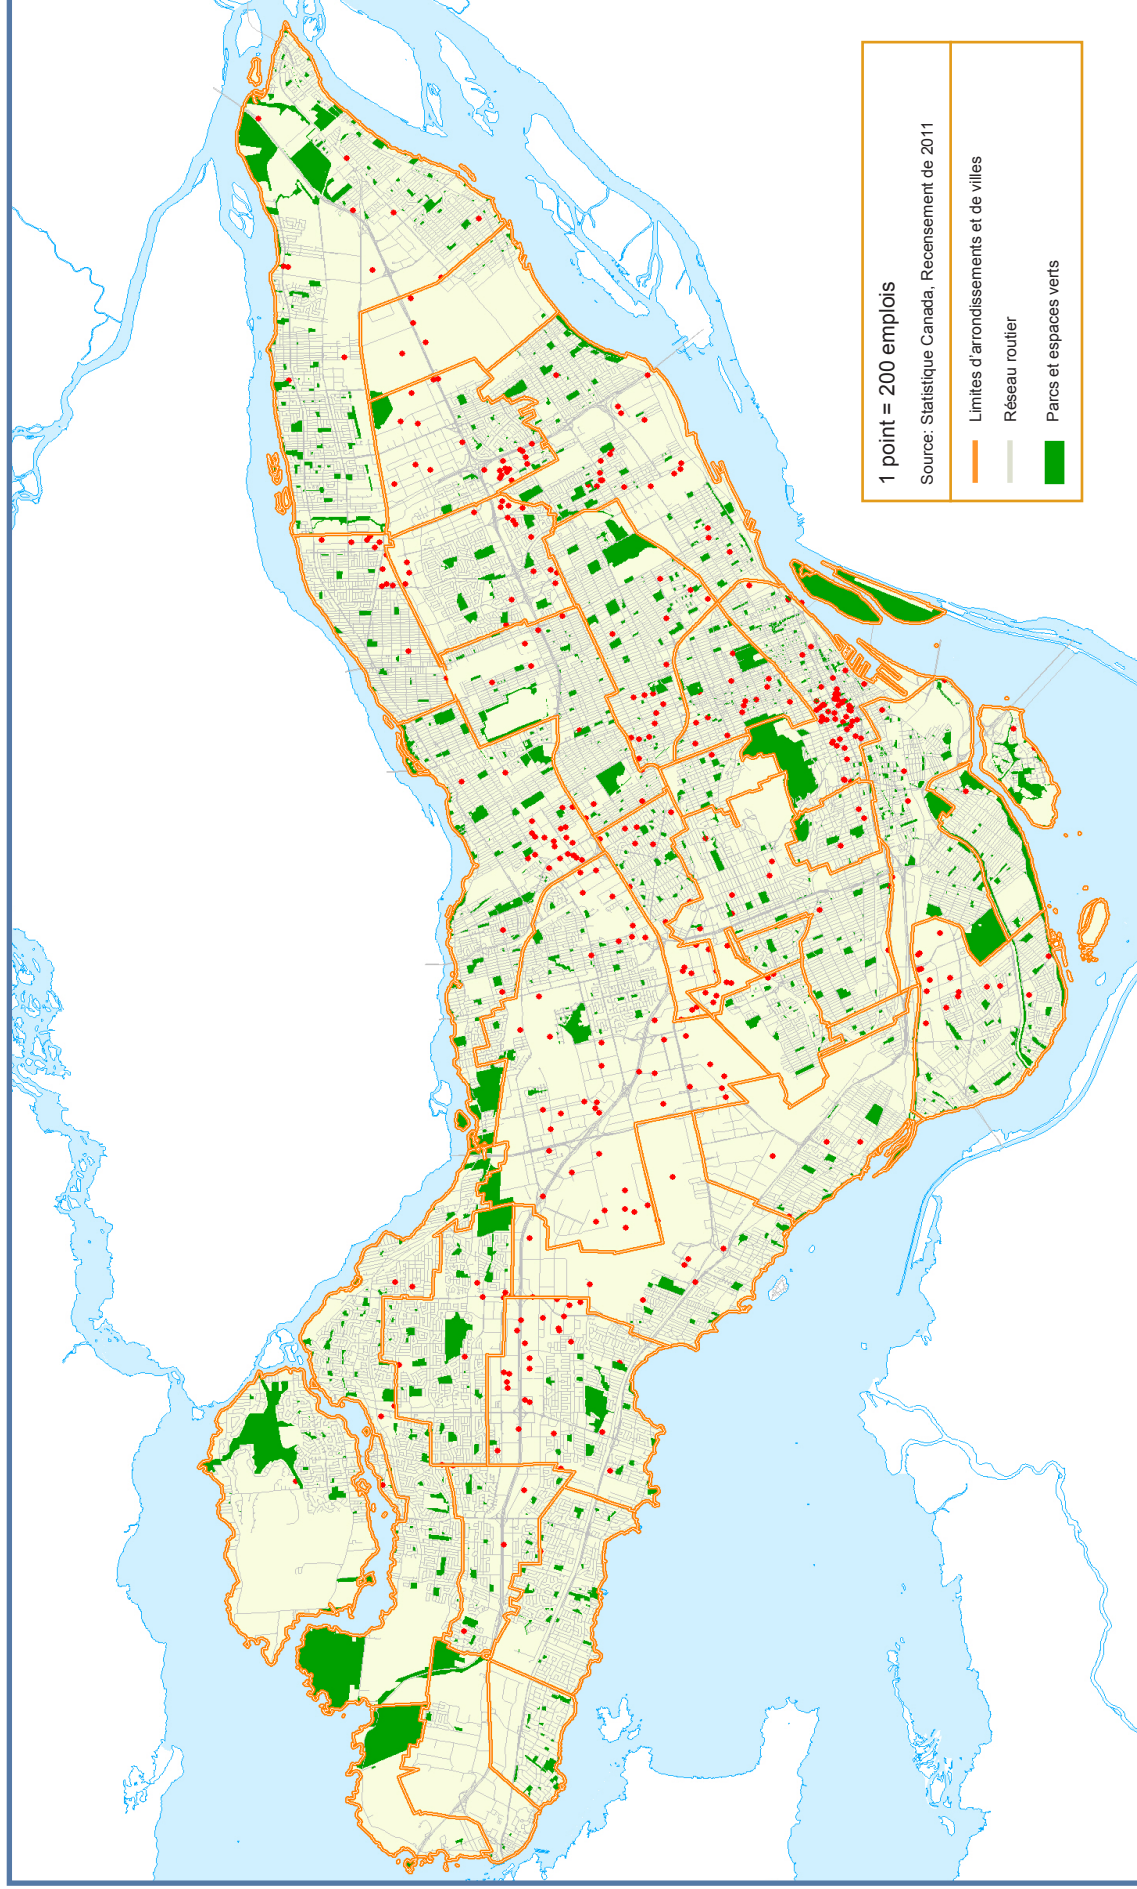 1 point = 200 emplois
Source: Statistique Canada, Recensement de 2011
Limites d'arrondissements et de villes
Réseau routier
Parcs et espaces verts